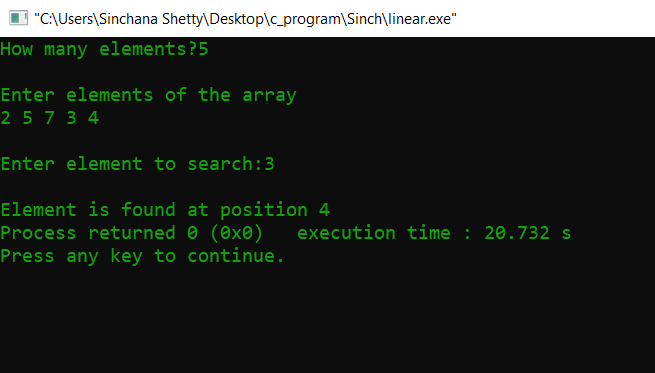 "C:\Users\Sinchana Shetty\Desktop\c_program\Sinch\linear.exe"
How many elements?5
Enter elements of the array
2 5 7 3 4
Enter element to search:3
Element is found at position 4
Process returned 0 (0x0)   execution time : 20.732 s
Press any key to continue.